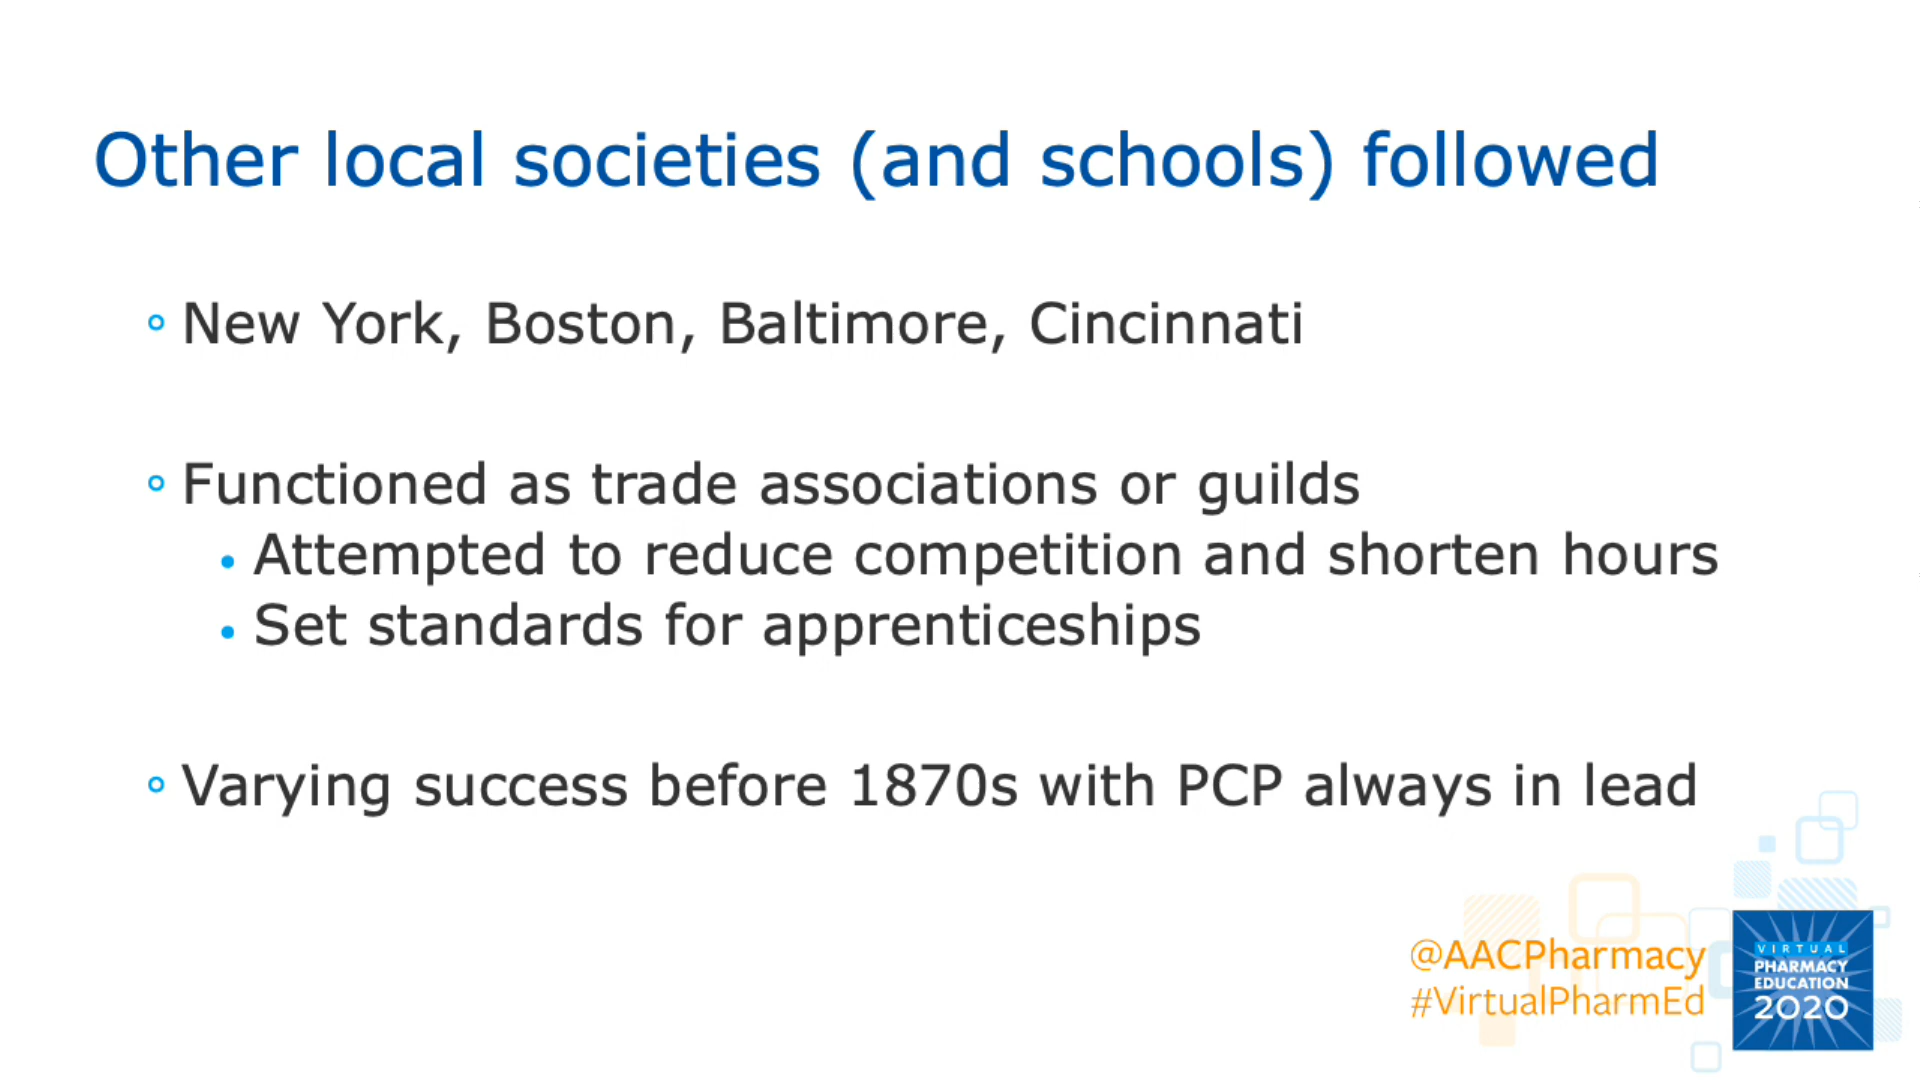 Other local societies (and schools) followed
New York, Boston, Baltimore, Cincinnati
Functioned as trade associations or guilds
Attempted to reduce competition and shorten hours
Set standards for apprenticeships
Varying success before 1870s with PCP always in lead
@AACPharmacy
#VirtualPharmEd
VIRTUAL
PHARMACY
EDUCATION
2020